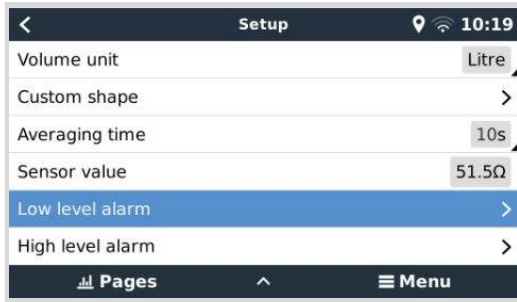 Setup 10:19
Volume unit Litre
Custom shape
Averaging time 10s
Sensor value 51.5Ω
Low level alarm
High level alarm
Pages Menu